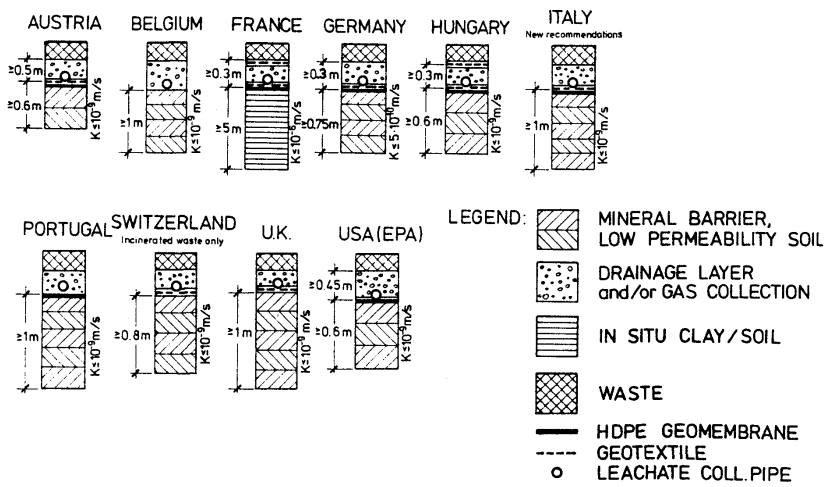 AUSTRIA
≥0.5m
≥0.6m
K≤10⁻⁹m/s
BELGIUM
≥1m
K≤10⁻⁹m/s
FRANCE
≥0.3m
≥5m
K≤10⁻⁶m/s
GERMANY
≥0.3m
≥0.75m
K≤5·10⁻¹⁰m/s
HUNGARY
≥0.3m
≥0.6m
K≤10⁻⁹m/s
ITALY
New recommendations
≥1m
K≤10⁻⁹m/s
PORTUGAL
≥1m
K≤10⁻⁹m/s
SWITZERLAND
Incinerated waste only
≥0.8m
K≤10⁻⁹m/s
U.K.
≥1m
K≤10⁻⁹m/s
USA(EPA)
≥0.45m
≥0.6m
K≤10⁻⁹m/s
LEGEND:
MINERAL BARRIER,
LOW PERMEABILITY SOIL
DRAINAGE LAYER
and/or GAS COLLECTION
IN SITU CLAY/SOIL
WASTE
HDPE GEOMEMBRANE
GEOTEXTILE
LEACHATE COLL.PIPE